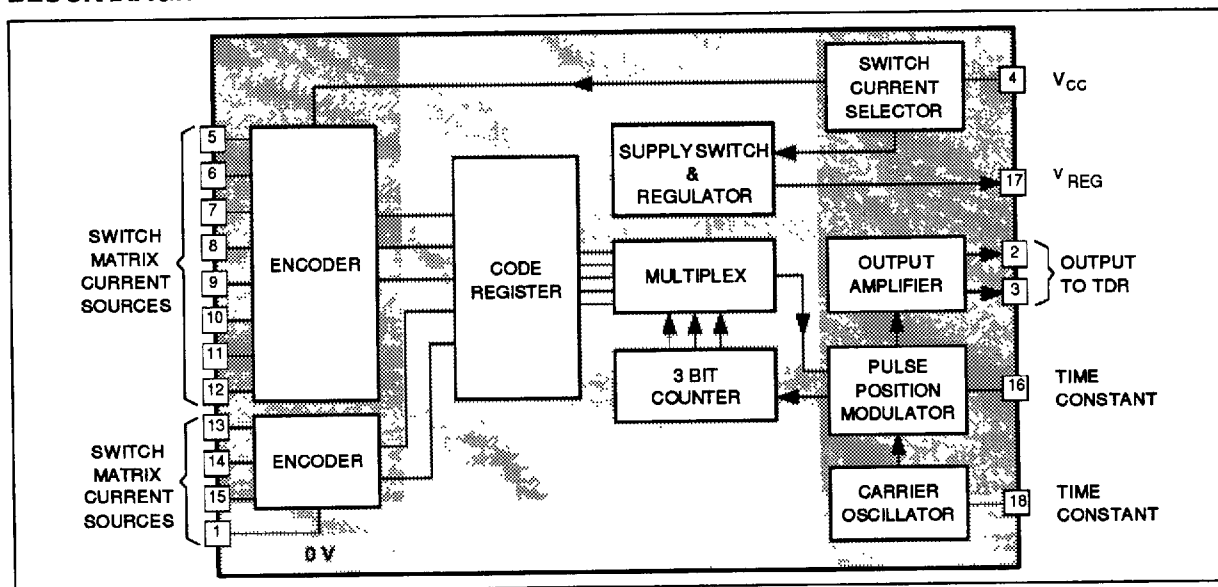 SWITCH
CURRENT
SELECTOR
4
VCC
SUPPLY SWITCH
&
REGULATOR
17
VREG
5
6
7
8
9
10
11
12
SWITCH
MATRIX
CURRENT
SOURCES
ENCODER
CODE
REGISTER
MULTIPLEX
OUTPUT
AMPLIFIER
2
3
OUTPUT
TO TDR
3 BIT
COUNTER
PULSE
POSITION
MODULATOR
16
TIME
CONSTANT
13
14
15
1
SWITCH
MATRIX
CURRENT
SOURCES
ENCODER
0 V
CARRIER
OSCILLATOR
18
TIME
CONSTANT